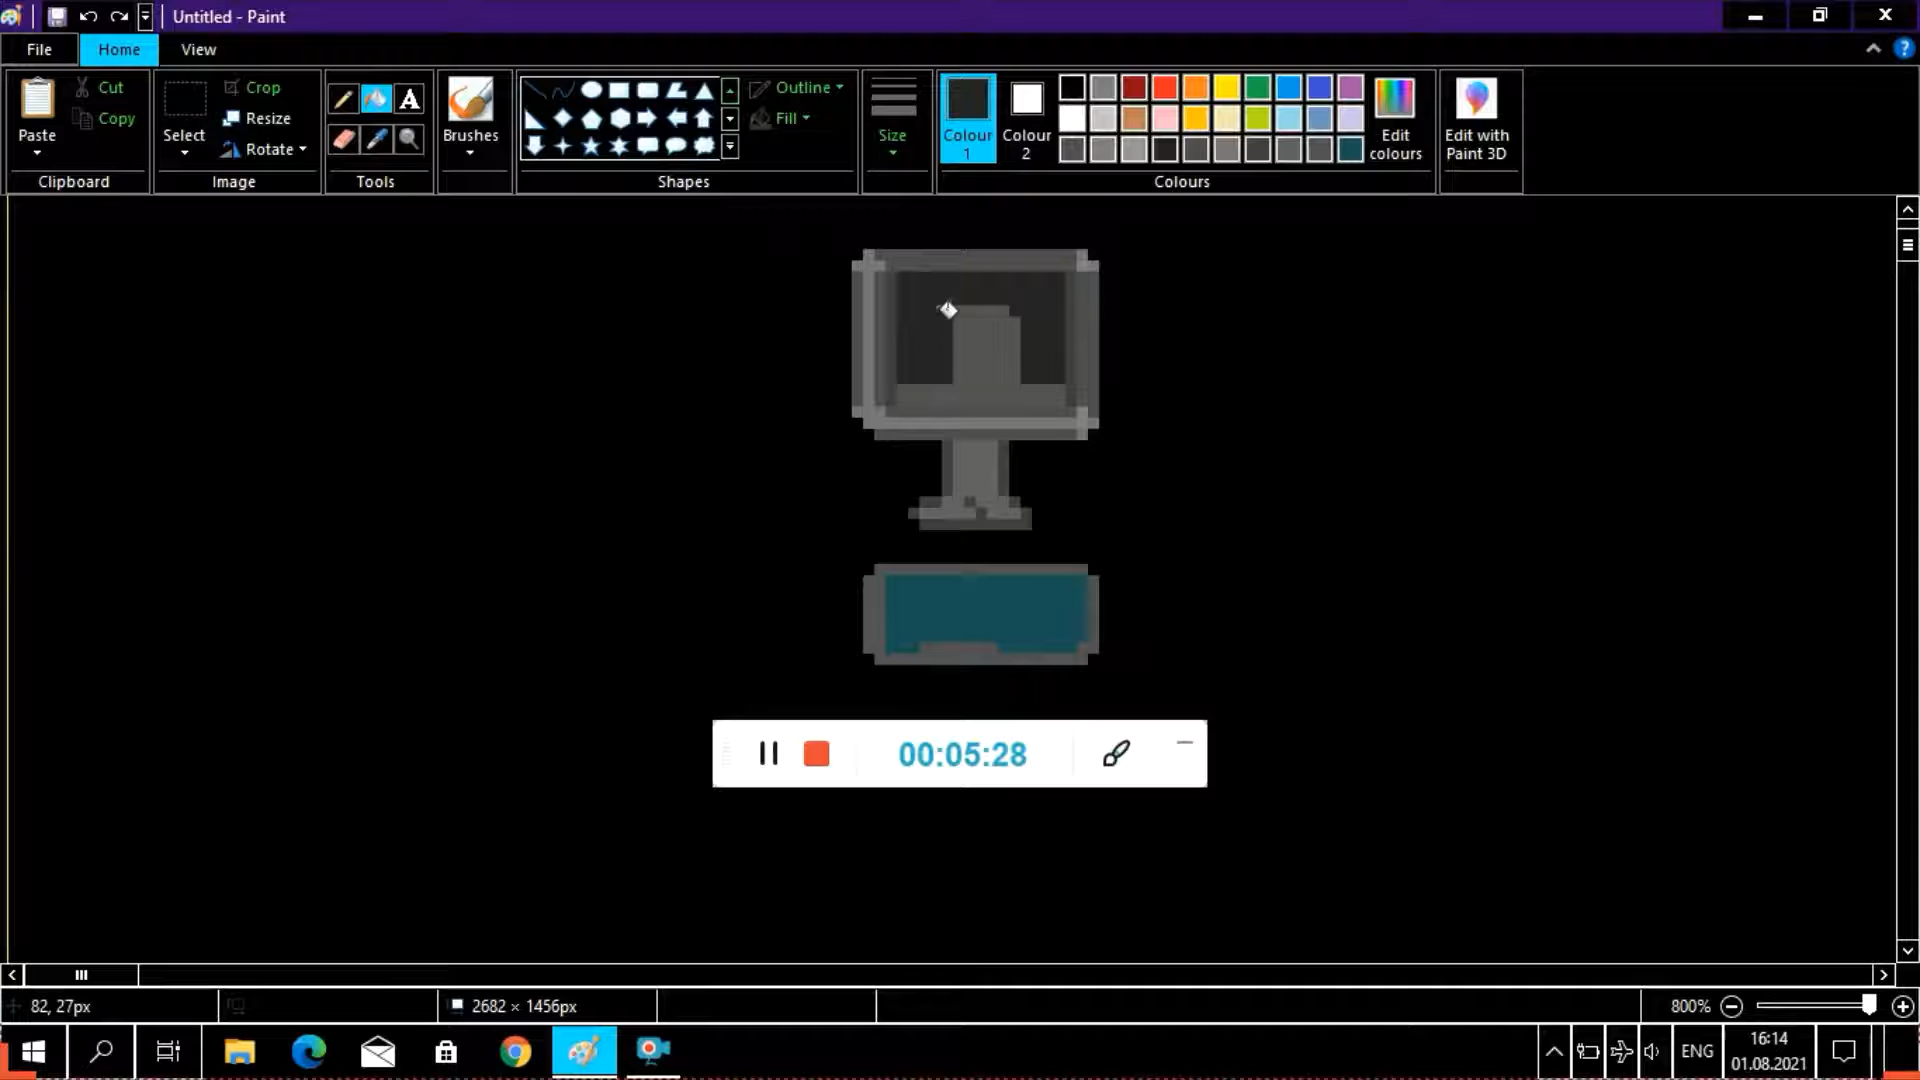 Untitled - Paint
File Home View
Paste Cut Copy Clipboard
Select Crop Resize Rotate Image
Tools
A
Brushes
Shapes
Outline
Fill
Size
Colour 1
Colour 2
Edit colours
Colours
Edit with Paint 3D
00:05:28
82, 27px
2682 × 1456px
800%
ENG
16:14
01.08.2021